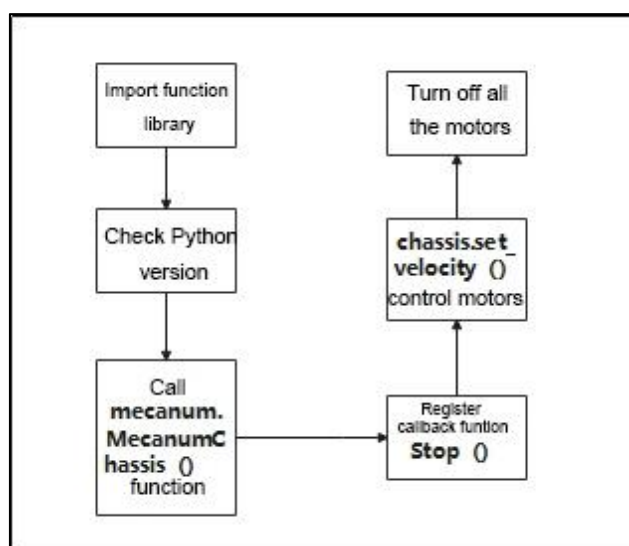 Import function
library
Check Python
version
Call
mecanum.
MecanumC
hassis ()
function
Register
callback funtion
Stop ()
chassis.set_
velocity ()
control motors
Turn off all
the motors